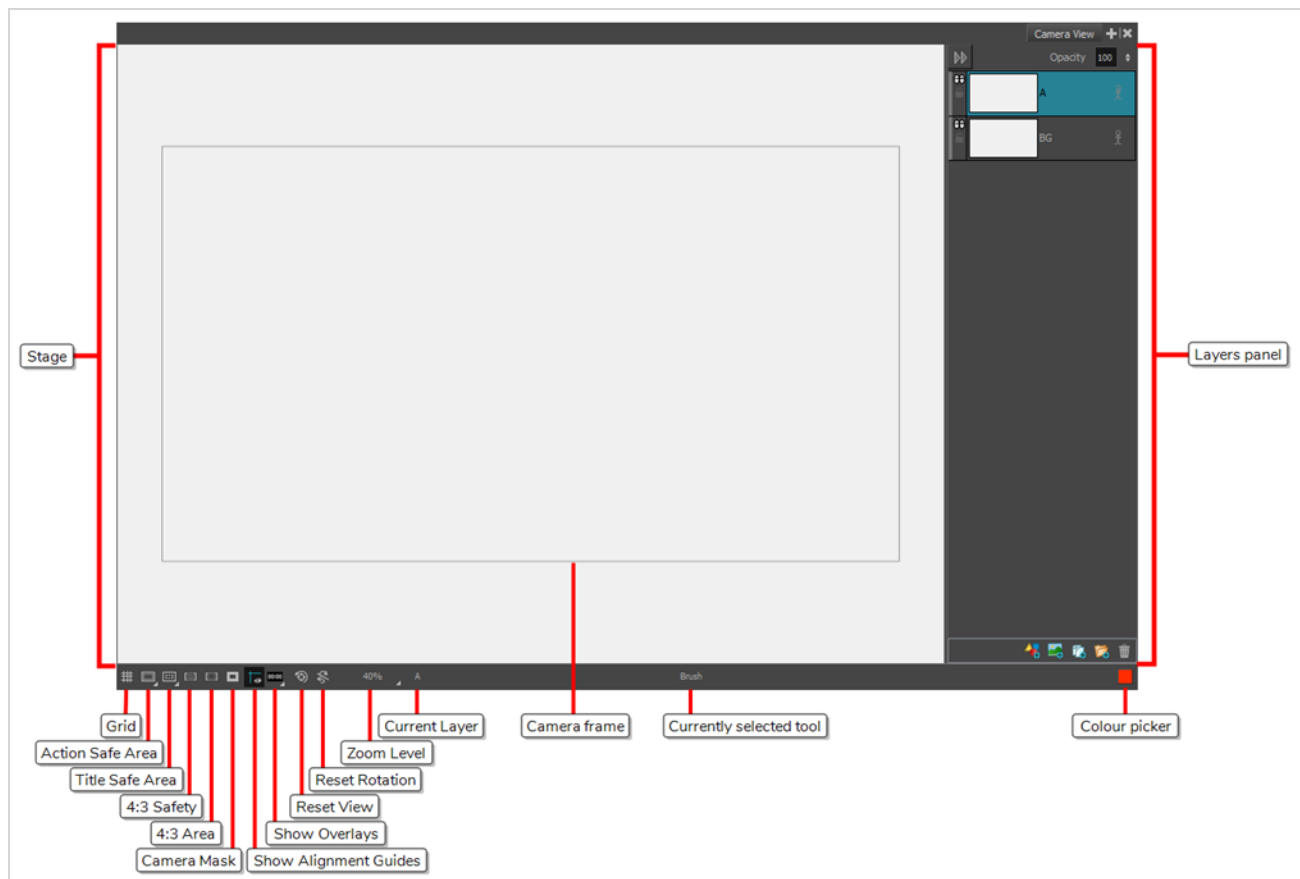 Camera View
Opacity 100
A
BG
Stage
Layers panel
00:00
40%
A
Brush
Grid
Current Layer
Camera frame
Currently selected tool
Colour picker
Action Safe Area
Zoom Level
Title Safe Area
Reset Rotation
4:3 Safety
Reset View
4:3 Area
Show Overlays
Camera Mask
Show Alignment Guides